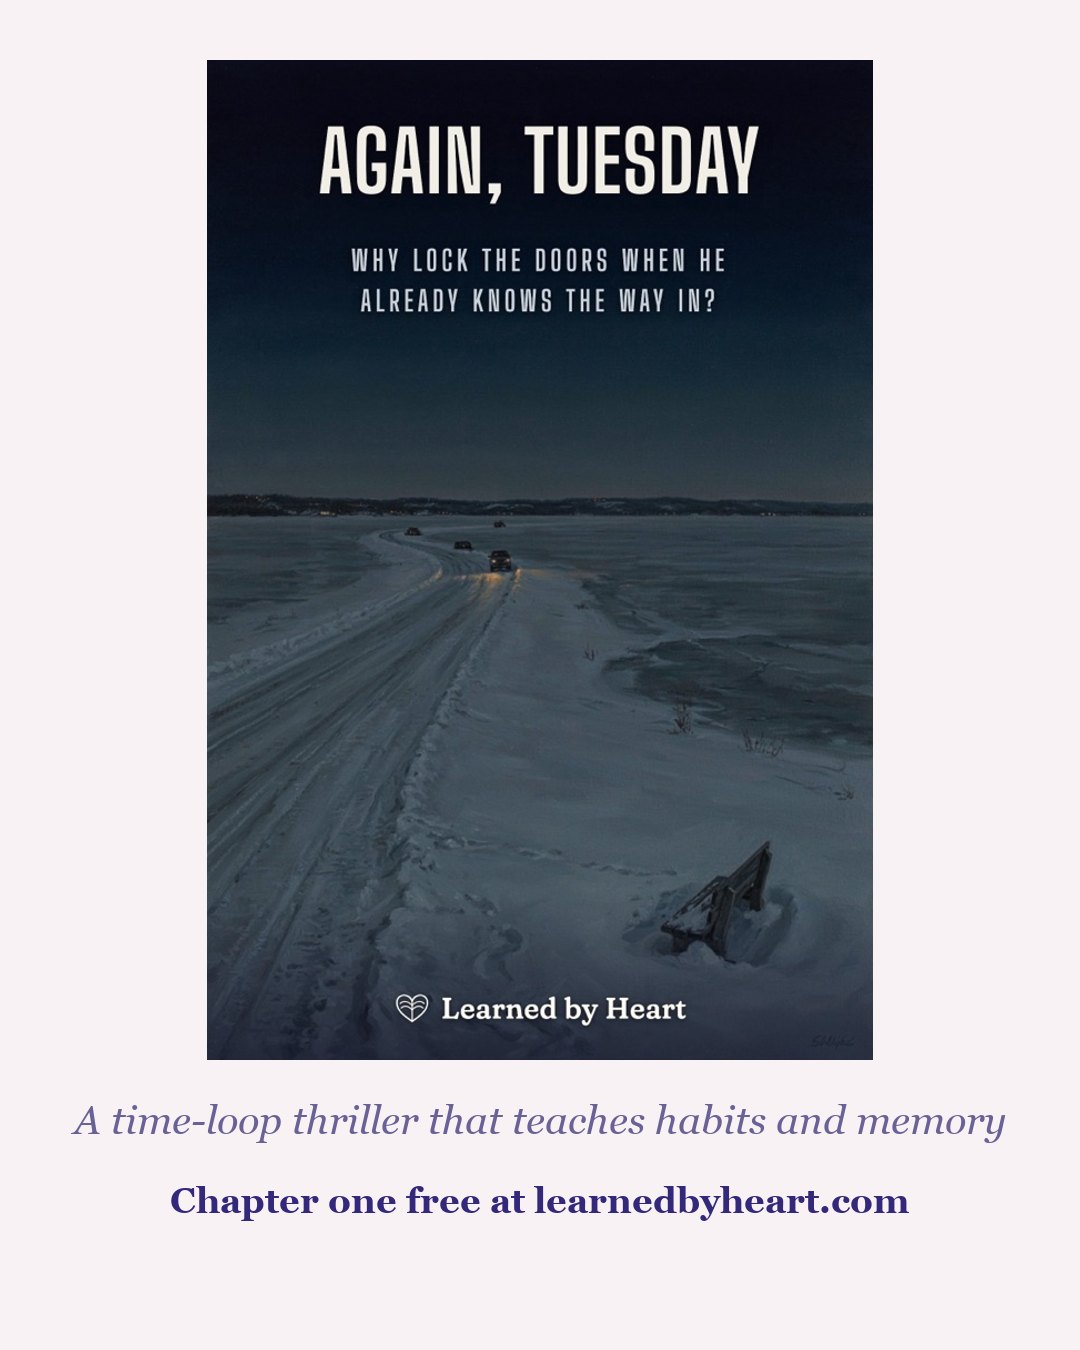 AGAIN, TUESDAY
WHY LOCK THE DOORS WHEN HE
ALREADY KNOWS THE WAY IN?
Learned by Heart
A time-loop thriller that teaches habits and memory
Chapter one free at learnedbyheart.com